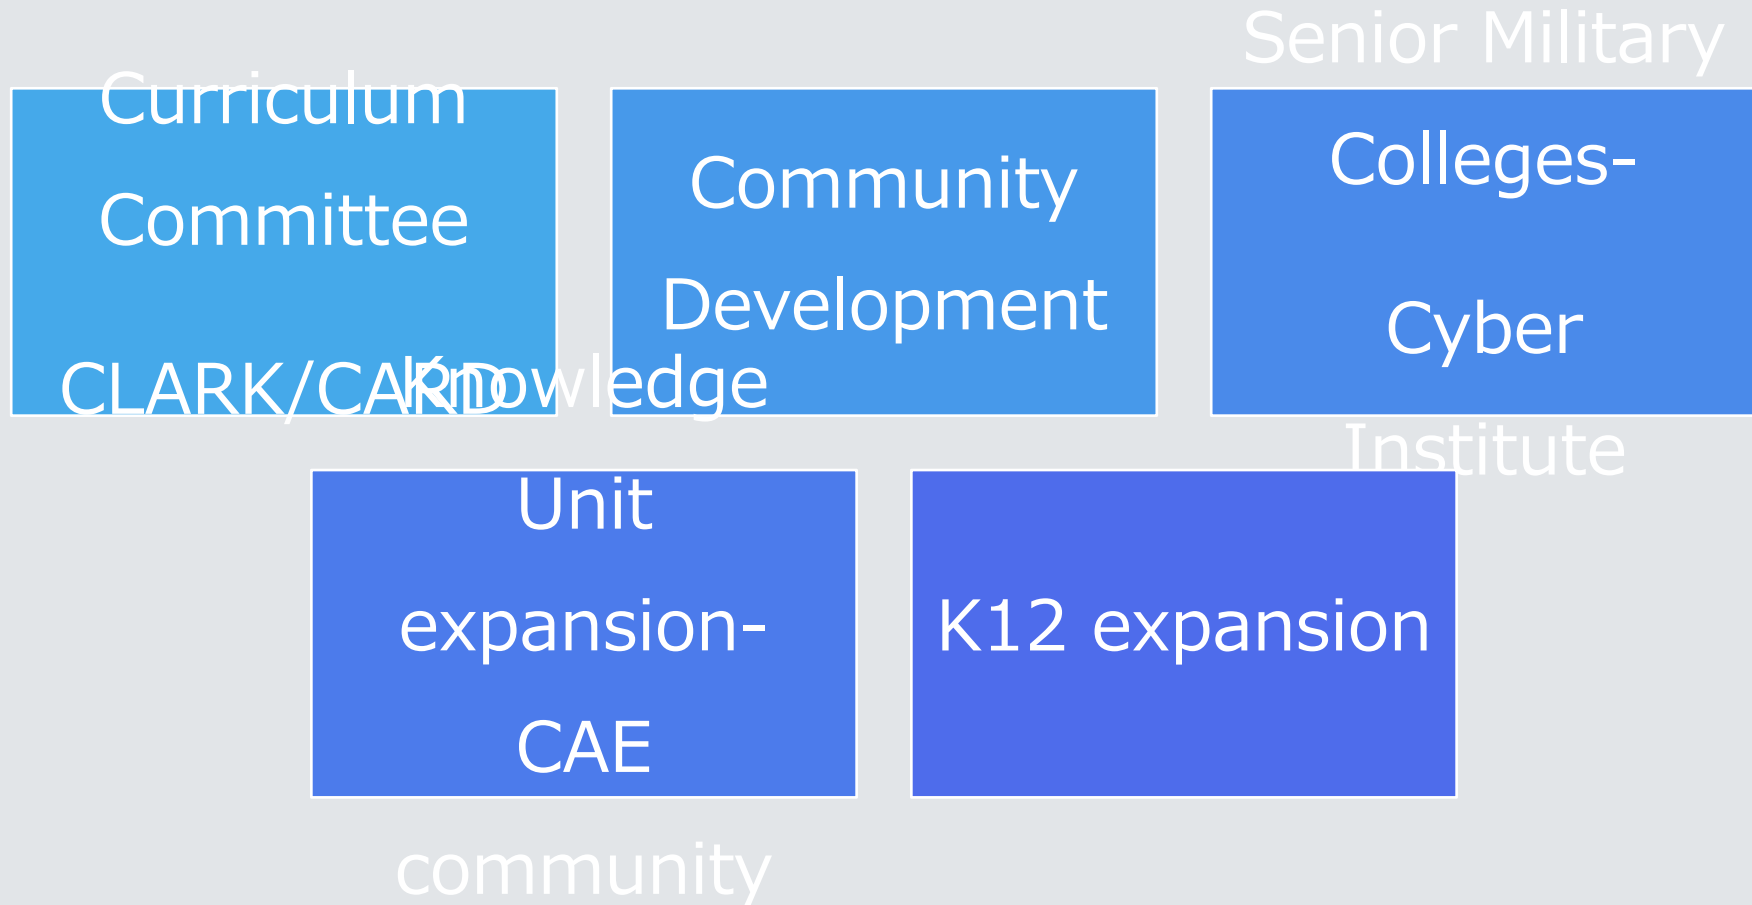 Curriculum
Committee
CLARK/CARD
Community
Development
Senior Military
Colleges-
Cyber
Institute
Knowledge
Unit
expansion-
CAE
community
K12 expansion